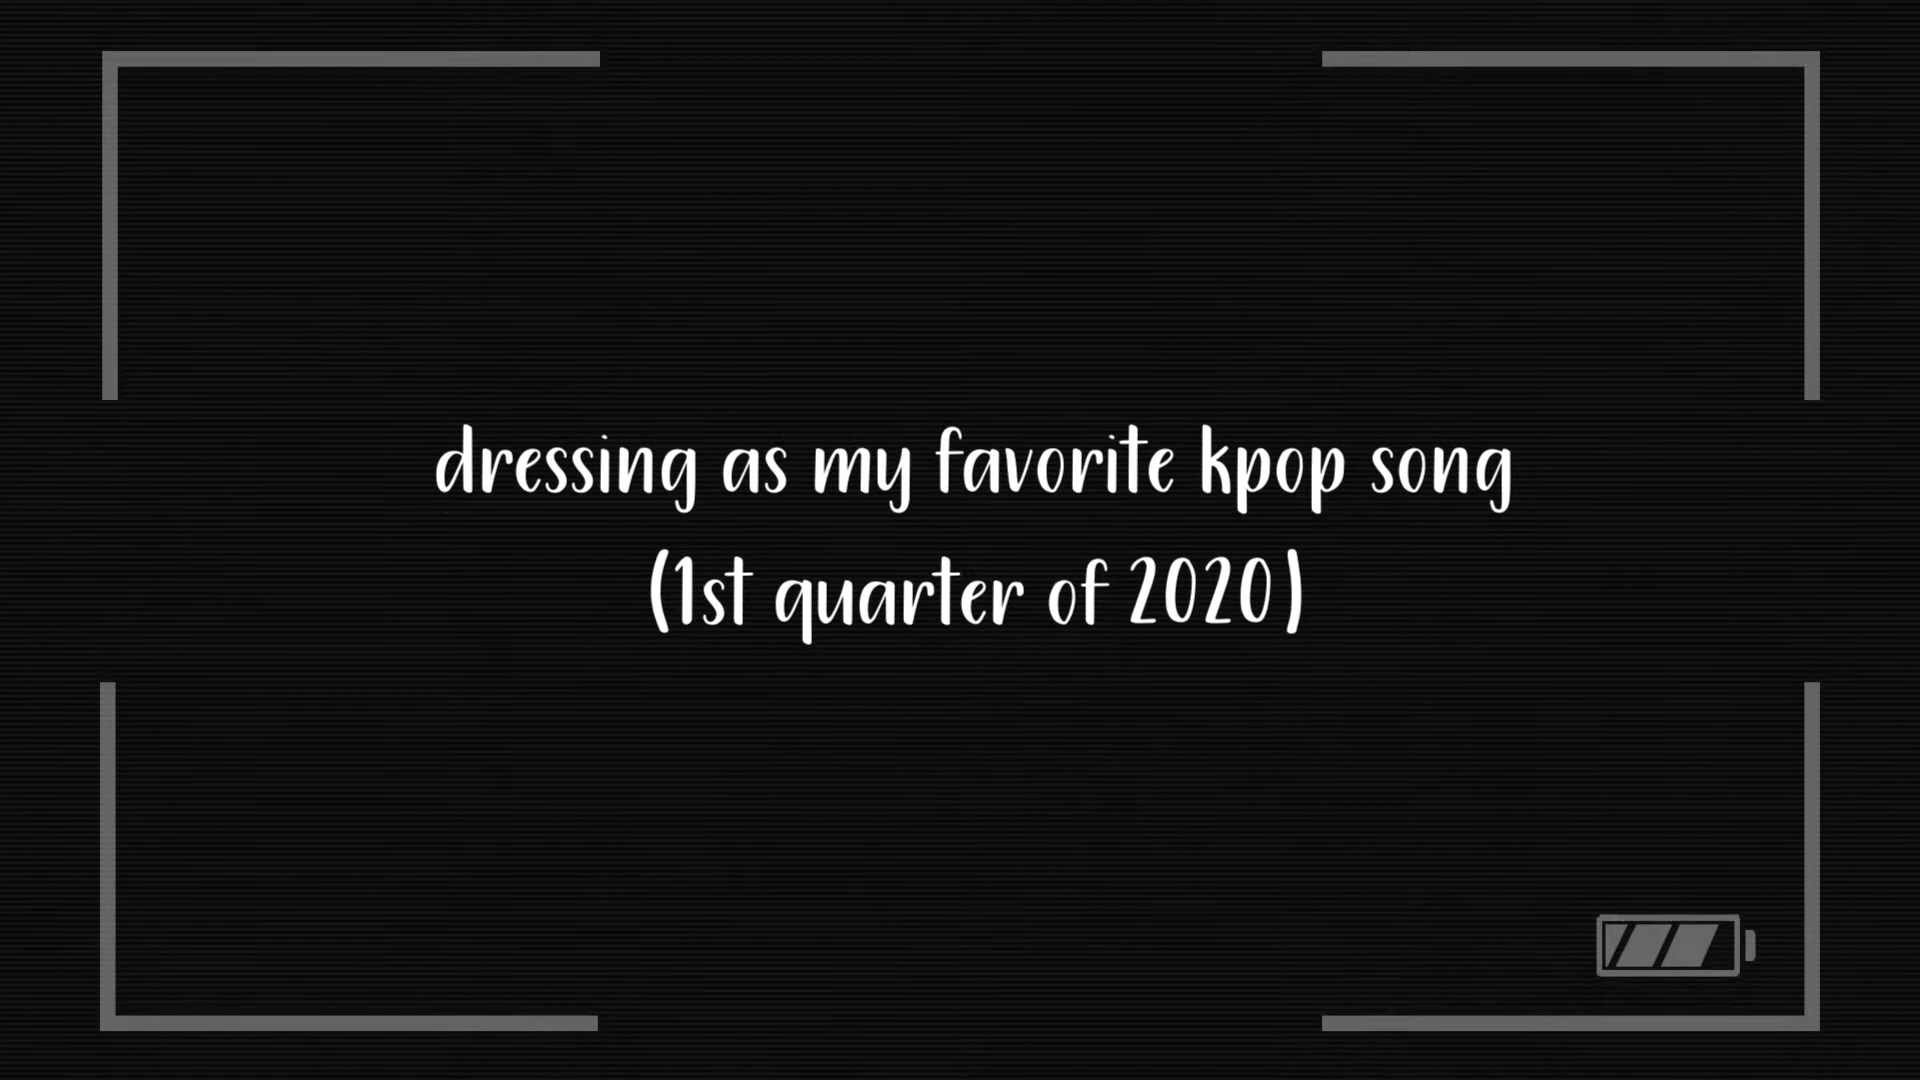 dressing as my favorite kpop song
(1st quarter of 2020)